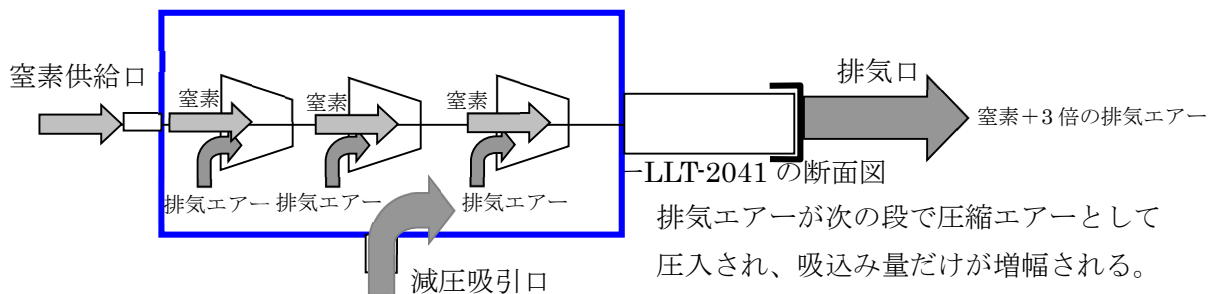 窒素供給口
窒素
窒素
窒素
排気エアー
排気エアー
排気エアー
減圧吸引口
排気口
窒素+3 倍の排気エアー
LLT-2041 の断面図
排気エアーが次の段で圧縮エアーとして
圧入され、吸込み量だけが増幅される。